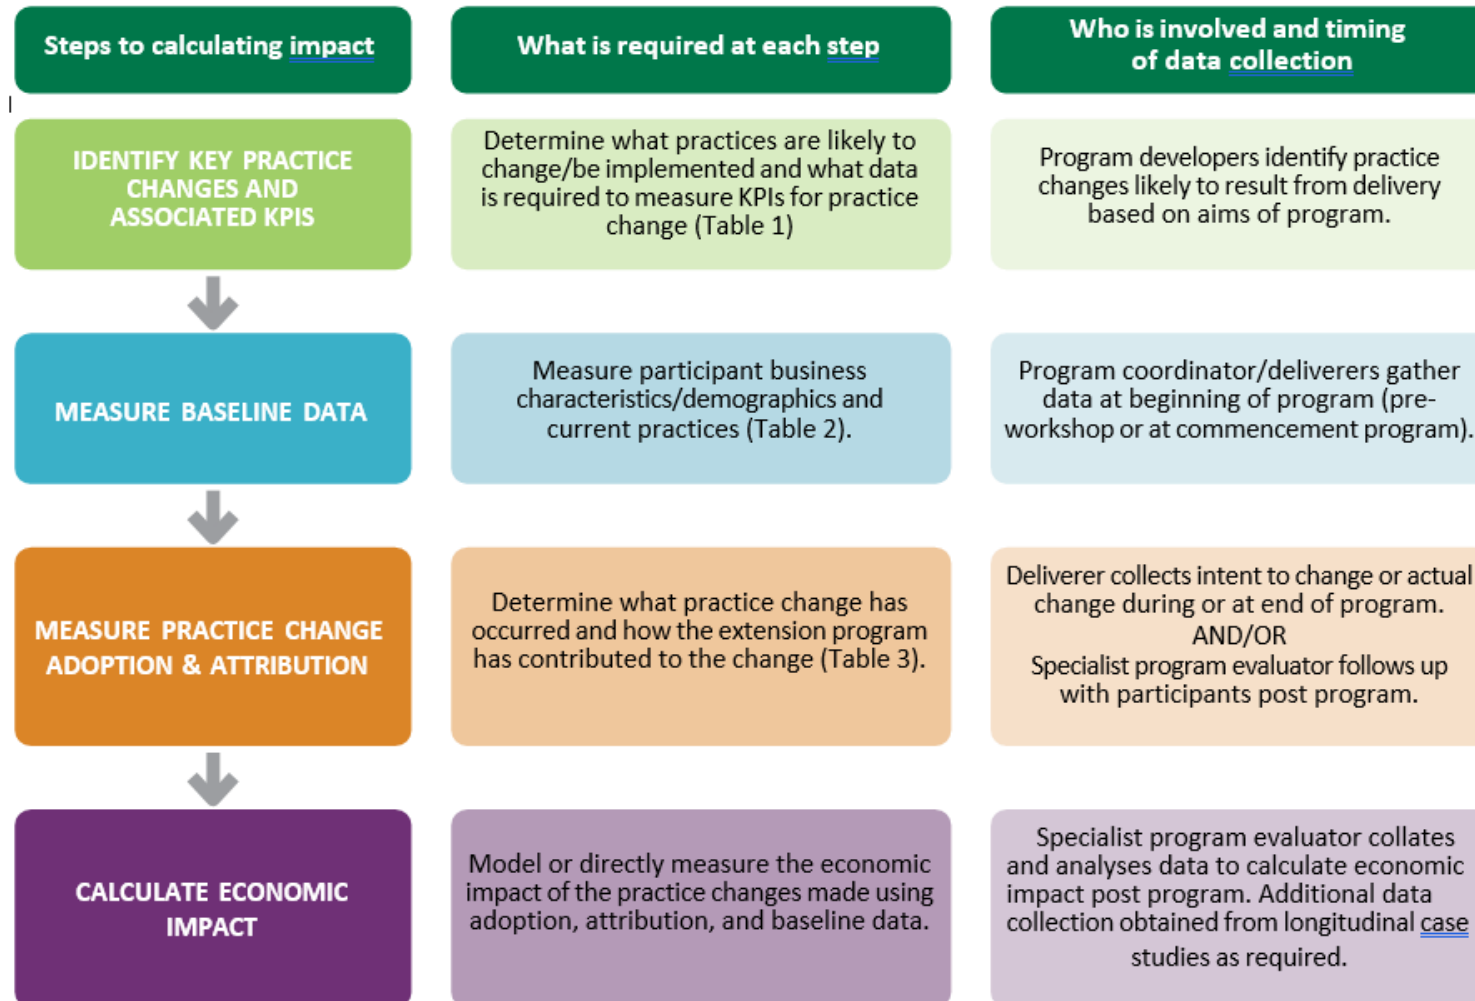 Steps to calculating impact
What is required at each step
Who is involved and timing
of data collection
IDENTIFY KEY PRACTICE
CHANGES AND
ASSOCIATED KPIS
Determine what practices are likely to
change/be implemented and what data
is required to measure KPIs for practice
change (Table 1)
Program developers identify practice
changes likely to result from delivery
based on aims of program.
MEASURE BASELINE DATA
Measure participant business
characteristics/demographics and
current practices (Table 2).
Program coordinator/deliverers gather
data at beginning of program (pre-
workshop or at commencement program).
MEASURE PRACTICE CHANGE
ADOPTION & ATTRIBUTION
Determine what practice change has
occurred and how the extension program
has contributed to the change (Table 3).
Deliverer collects intent to change or actual
change during or at end of program.
AND/OR
Specialist program evaluator follows up
with participants post program.
CALCULATE ECONOMIC
IMPACT
Model or directly measure the economic
impact of the practice changes made using
adoption, attribution, and baseline data.
Specialist program evaluator collates
and analyses data to calculate economic
impact post program. Additional data
collection obtained from longitudinal case
studies as required.